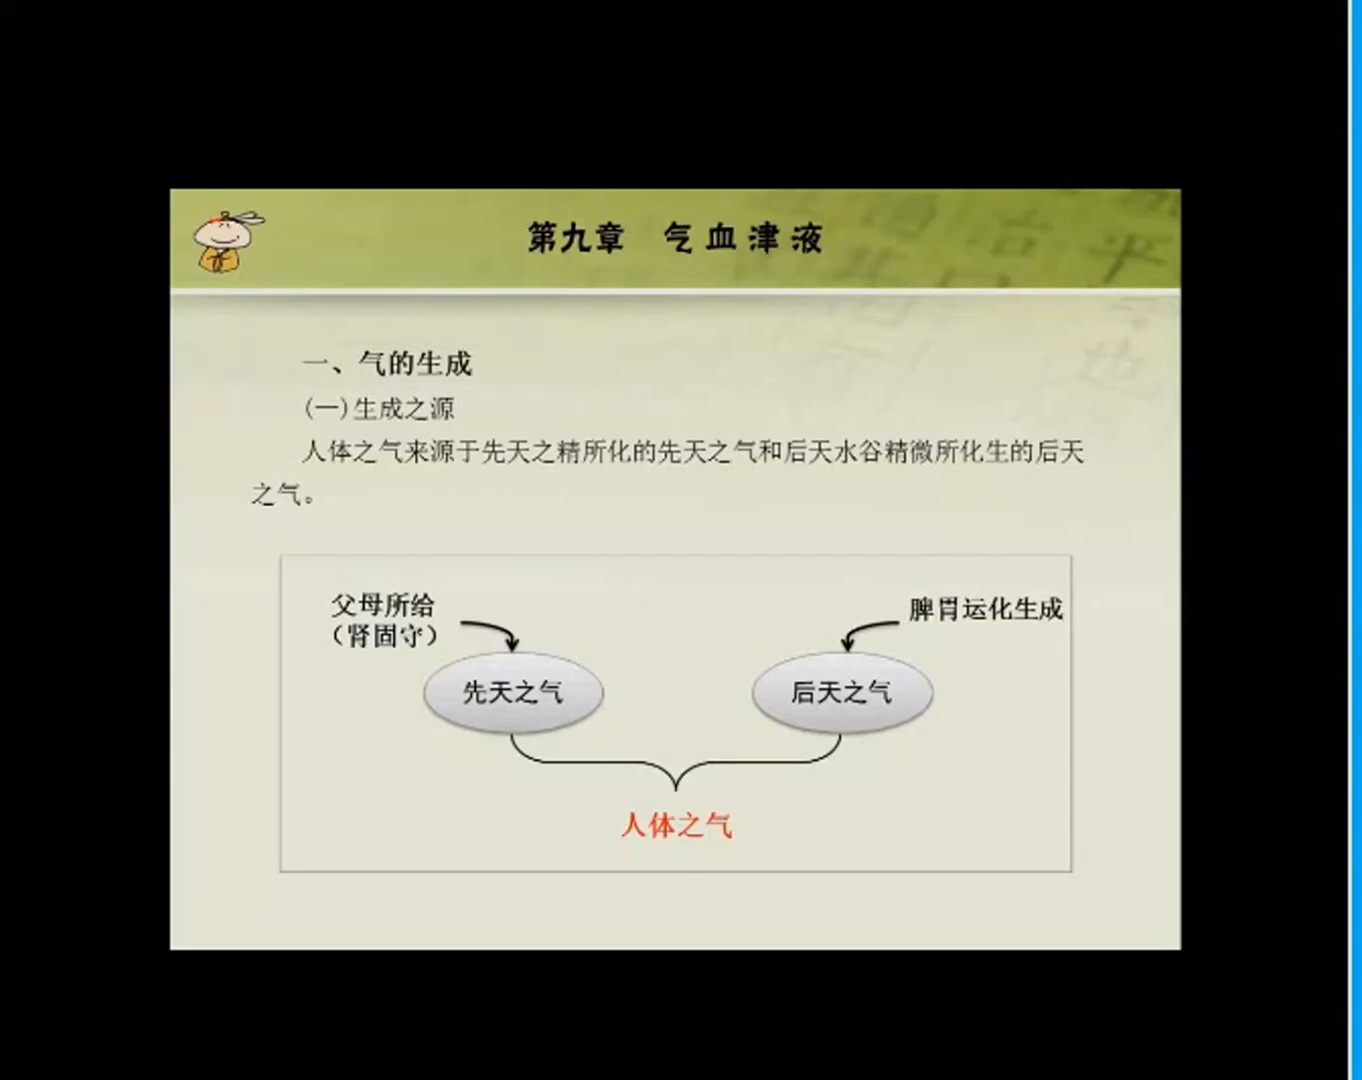 第九章 气血津液
一、气的生成
(一)生成之源
人体之气来源于先天之精所化的先天之气和后天水谷精微所化生的后天
之气。
父母所给
（肾固守）
脾胃运化生成
先天之气
后天之气
人体之气